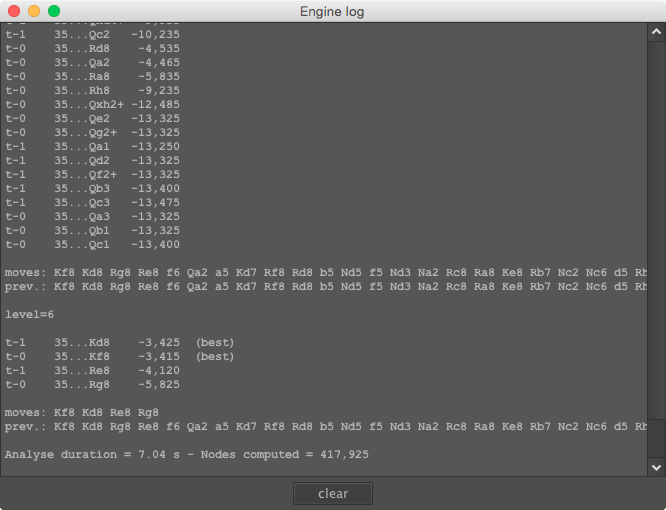 Engine log
t-1 35...Qc2 -10,235
t-0 35...Rd8 -4,535
t-0 35...Qa2 -4,465
t-0 35...Ra8 -5,835
t-0 35...Rh8 -9,235
t-0 35...Qxh2+ -12,485
t-0 35...Qe2 -13,325
t-0 35...Qg2+ -13,325
t-1 35...Qa1 -13,250
t-1 35...Qd2 -13,325
t-1 35...Qf2+ -13,325
t-1 35...Qb3 -13,400
t-1 35...Qc3 -13,475
t-0 35...Qa3 -13,325
t-0 35...Qb1 -13,325
t-0 35...Qc1 -13,400
moves: Kf8 Kd8 Rg8 Re8 f6 Qa2 a5 Kd7 Rf8 Rd8 b5 Nd5 f5 Nd3 Na2 Rc8 Ra8 Ke8 Rb7 Nc2 Nc6 d5 Rh
prev.: Kf8 Kd8 Rg8 Re8 f6 Qa2 a5 Kd7 Rf8 Rd8 b5 Nd5 f5 Nd3 Na2 Rc8 Ra8 Ke8 Rb7 Nc2 Nc6 d5 Rh
level=6
t-1 35...Kd8 -3,425 (best)
t-0 35...Kf8 -3,415 (best)
t-1 35...Re8 -4,120
t-0 35...Rg8 -5,825
moves: Kf8 Kd8 Re8 Rg8
prev.: Kf8 Kd8 Rg8 Re8 f6 Qa2 a5 Kd7 Rf8 Rd8 b5 Nd5 f5 Nd3 Na2 Rc8 Ra8 Ke8 Rb7 Nc2 Nc6 d5 Rh
Analyse duration = 7.04 s - Nodes computed = 417,925
clear